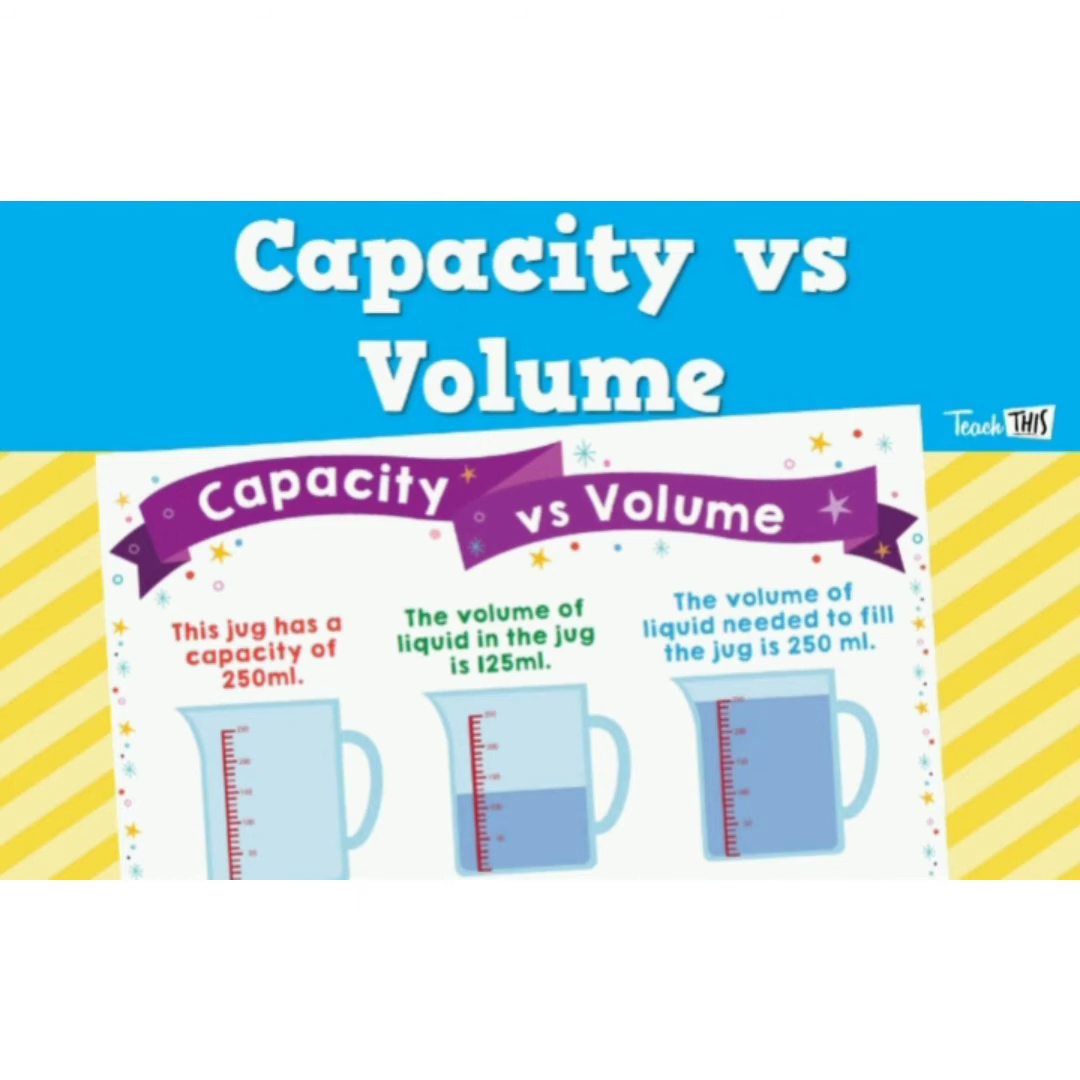 Capacity vs
Volume
Teach THIS
Capacity vs Volume
This jug has a
capacity of
250ml.
The volume of
liquid in the jug
is 125ml.
The volume of
liquid needed to fill
the jug is 250 ml.